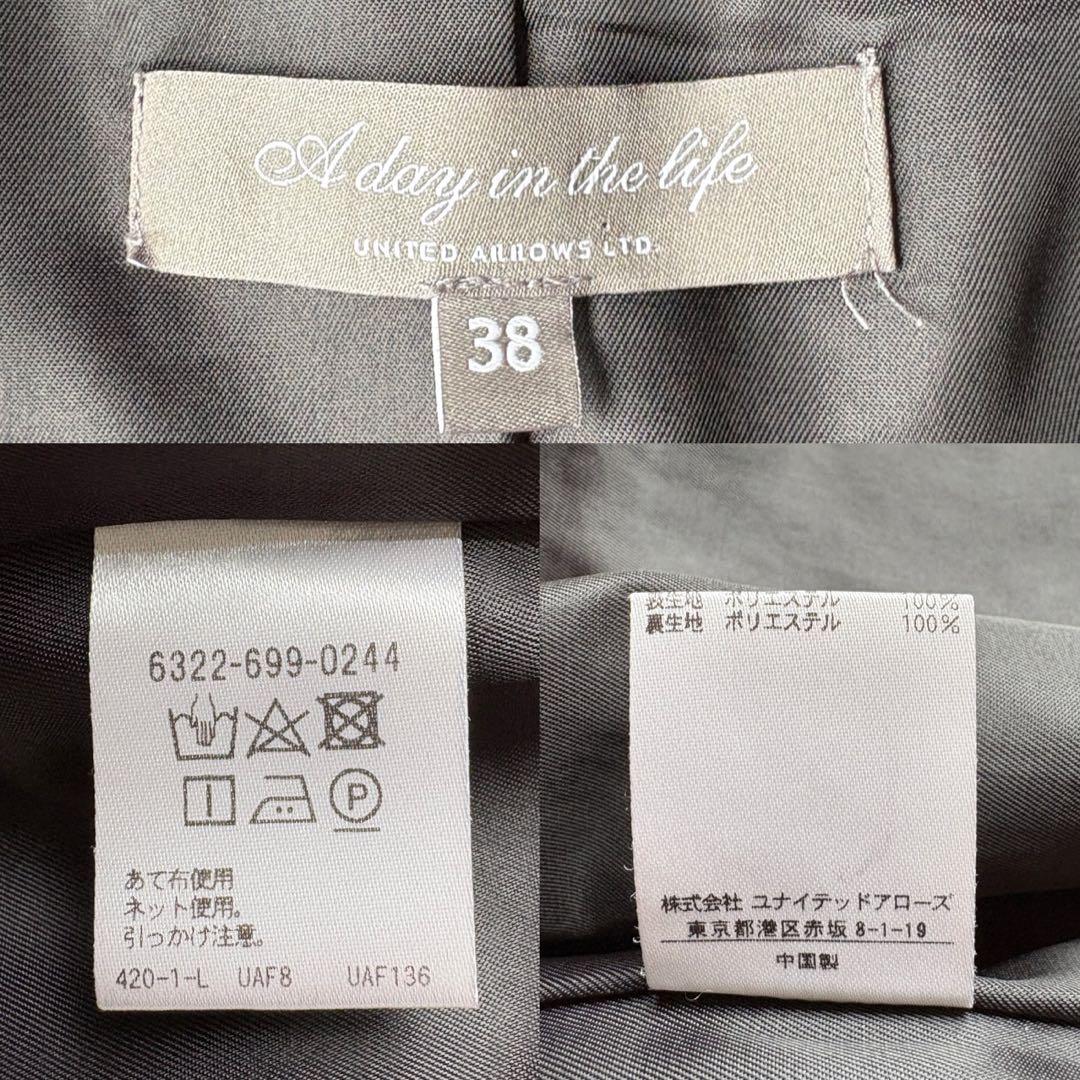 A day in the life
UNITED ARROWS LTD.
38
6322-699-0244
P
あて布使用
ネット使用。
引っかけ注意。
420-1-L UAF8 UAF136
表生地 ポリエステル 100%
裏生地 ポリエステル 100%
株式会社 ユナイテッドアローズ
東京都港区赤坂 8-1-19
中国製